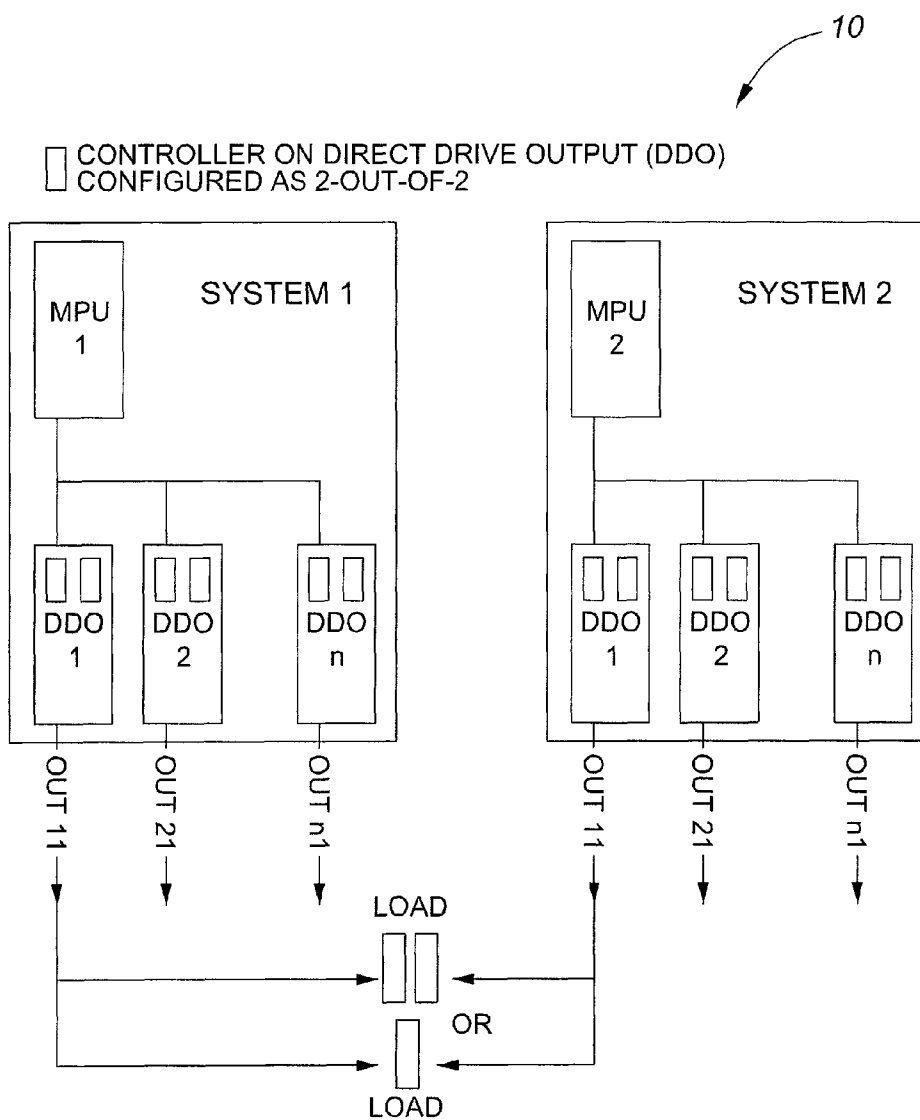 10
CONTROLLER ON DIRECT DRIVE OUTPUT (DDO)
CONFIGURED AS 2-OUT-OF-2
MPU
1
SYSTEM 1
MPU
2
SYSTEM 2
DDO
1
DDO
2
DDO
n
DDO
1
DDO
2
DDO
n
OUT 11
OUT 21
OUT n1
OUT 11
OUT 21
OUT n1
LOAD
OR
LOAD